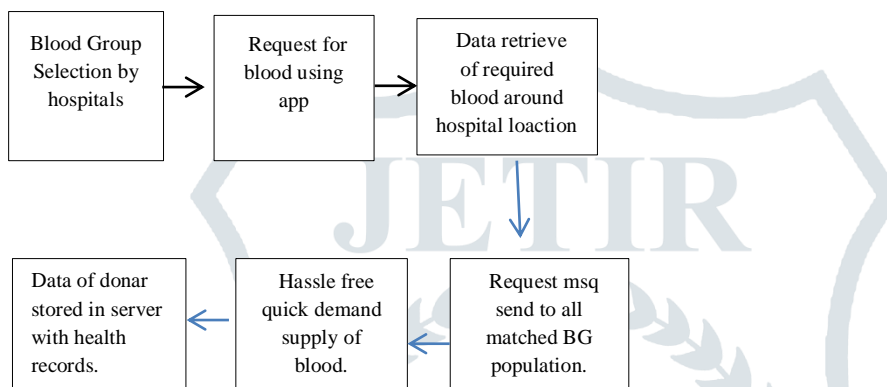 Blood Group
Selection by
hospitals
Request for
blood using
app
Data retrieve
of required
blood around
hospital loaction
JETIR
Data of donar
stored in server
with health
records.
Hassle free
quick demand
supply of
blood.
Request msq
send to all
matched BG
population.